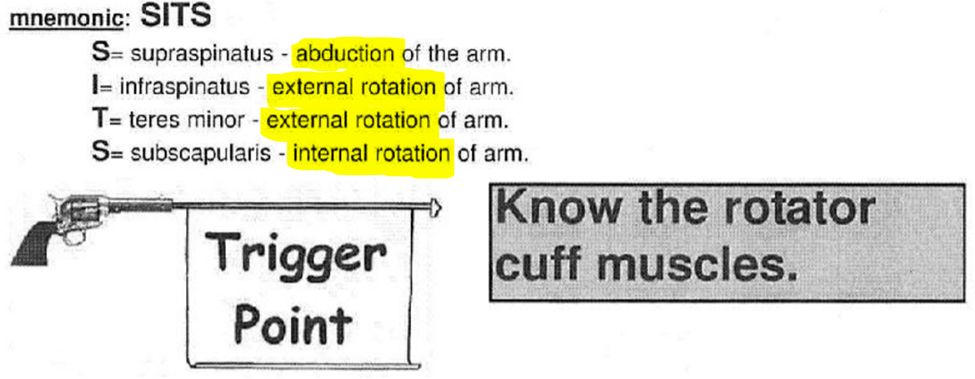 mnemonic: SITS
S= supraspinatus - abduction of the arm.
I= infraspinatus - external rotation of arm.
T= teres minor - external rotation of arm.
S= subscapularis - internal rotation of arm.
Trigger
Point
Know the rotator
cuff muscles.